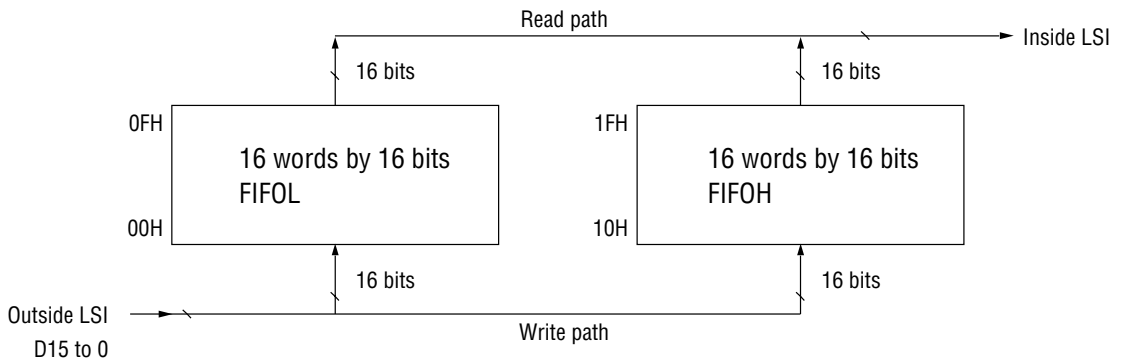 Read path
Inside LSI
16 bits
16 bits
0FH
16 words by 16 bits
FIFOL
00H
1FH
16 words by 16 bits
FIFOH
10H
16 bits
16 bits
Outside LSI
D15 to 0
Write path